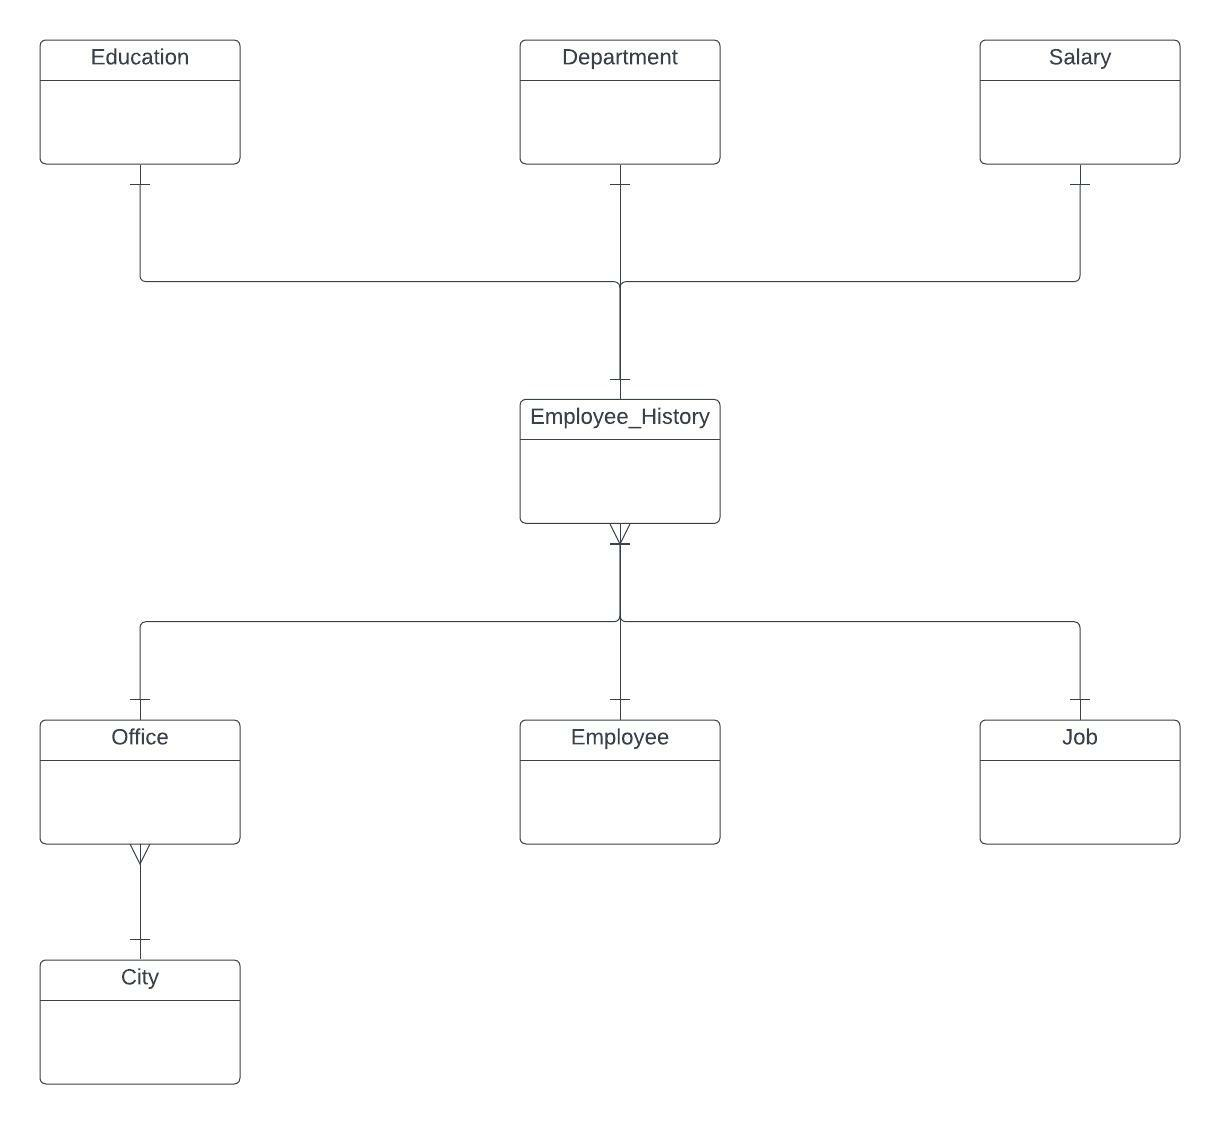 Education
Department
Salary
Employee_History
Office
Employee
Job
City